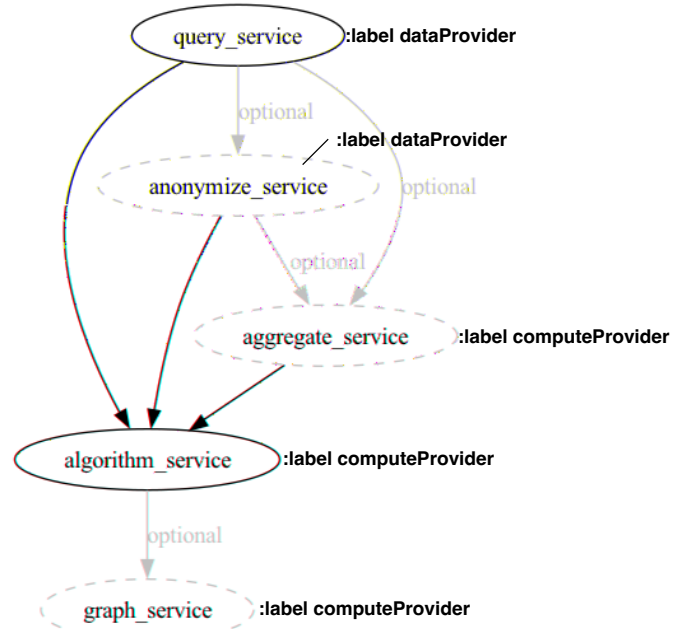 query_service :label dataProvider
optional
:label dataProvider
anonymize_service optional
optional
aggregate_service :label computeProvider
algorithm_service :label computeProvider
optional
graph_service :label computeProvider